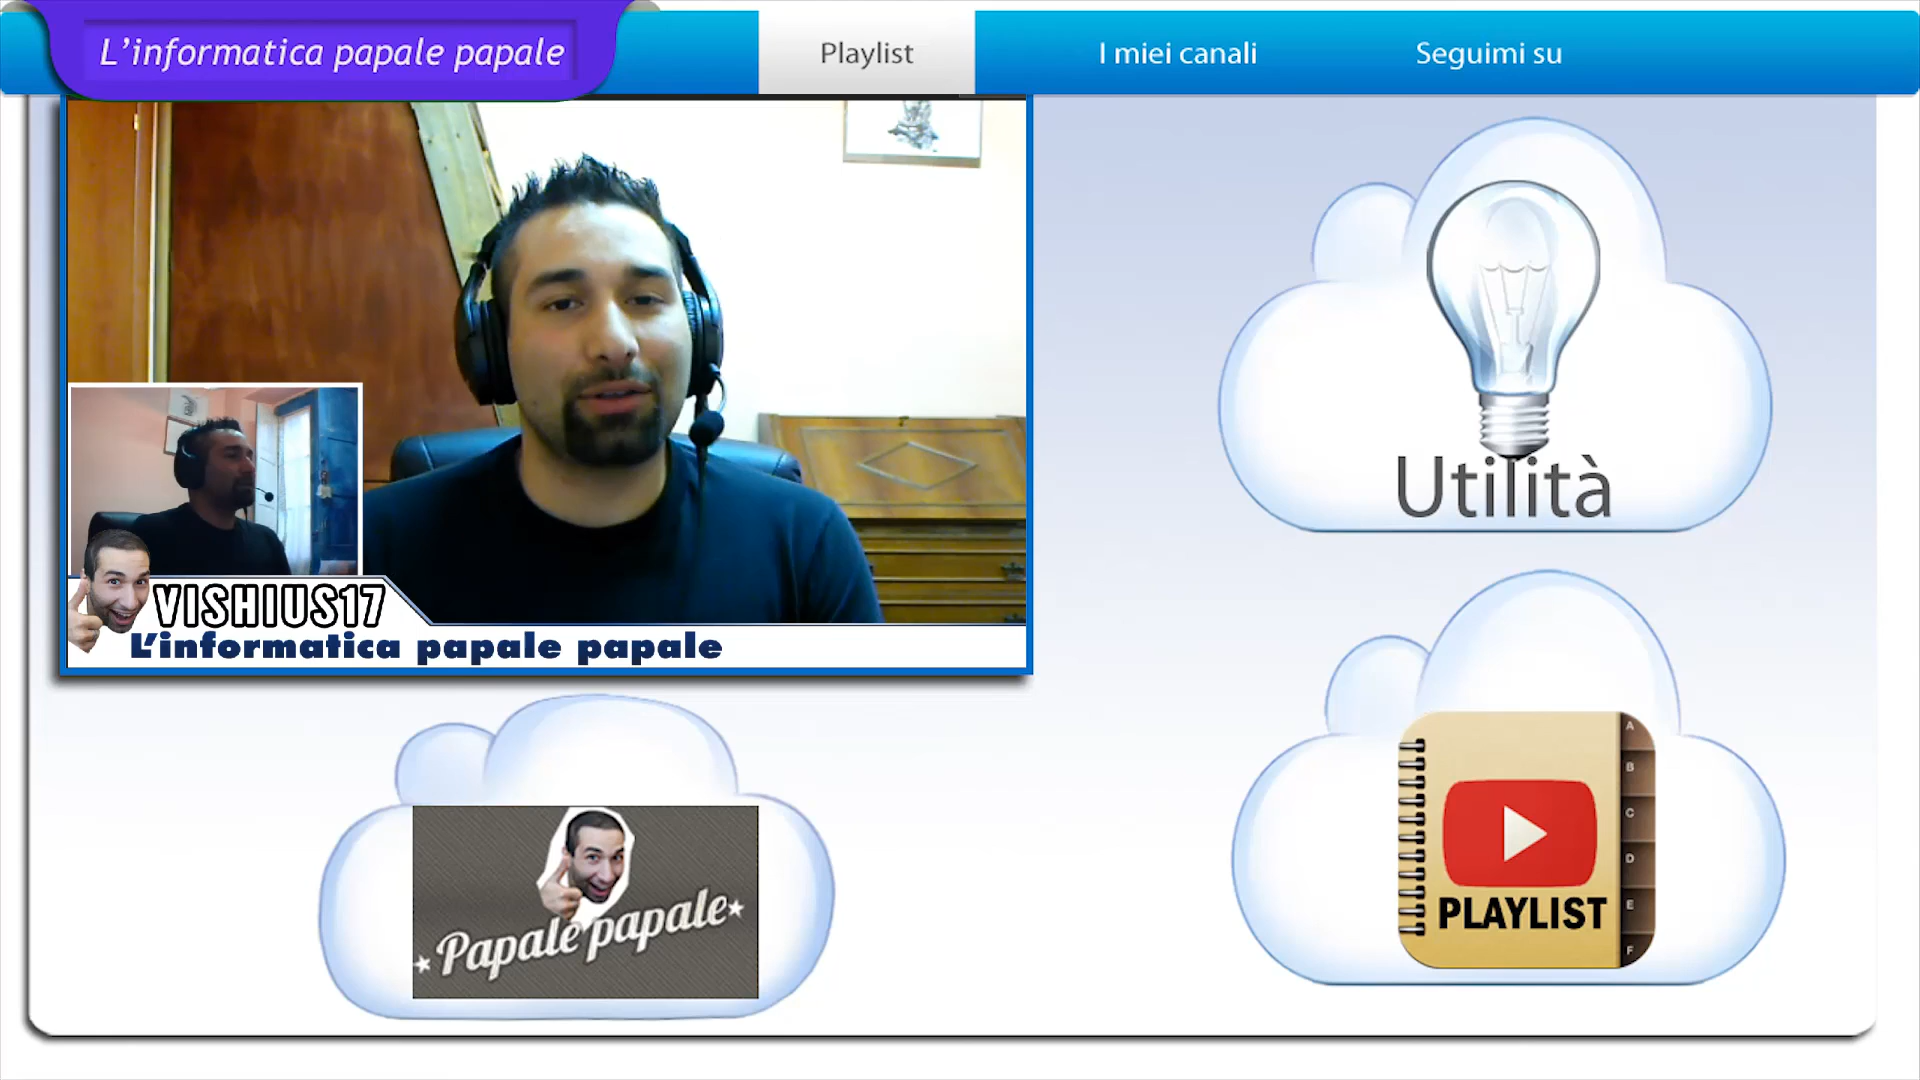 L'informatica papale papale
Playlist
I miei canali
Seguimi su
Utilità
VISHIUS17
L'informatica papale papale
Papale papale
A
B
C
D
E
F
PLAYLIST